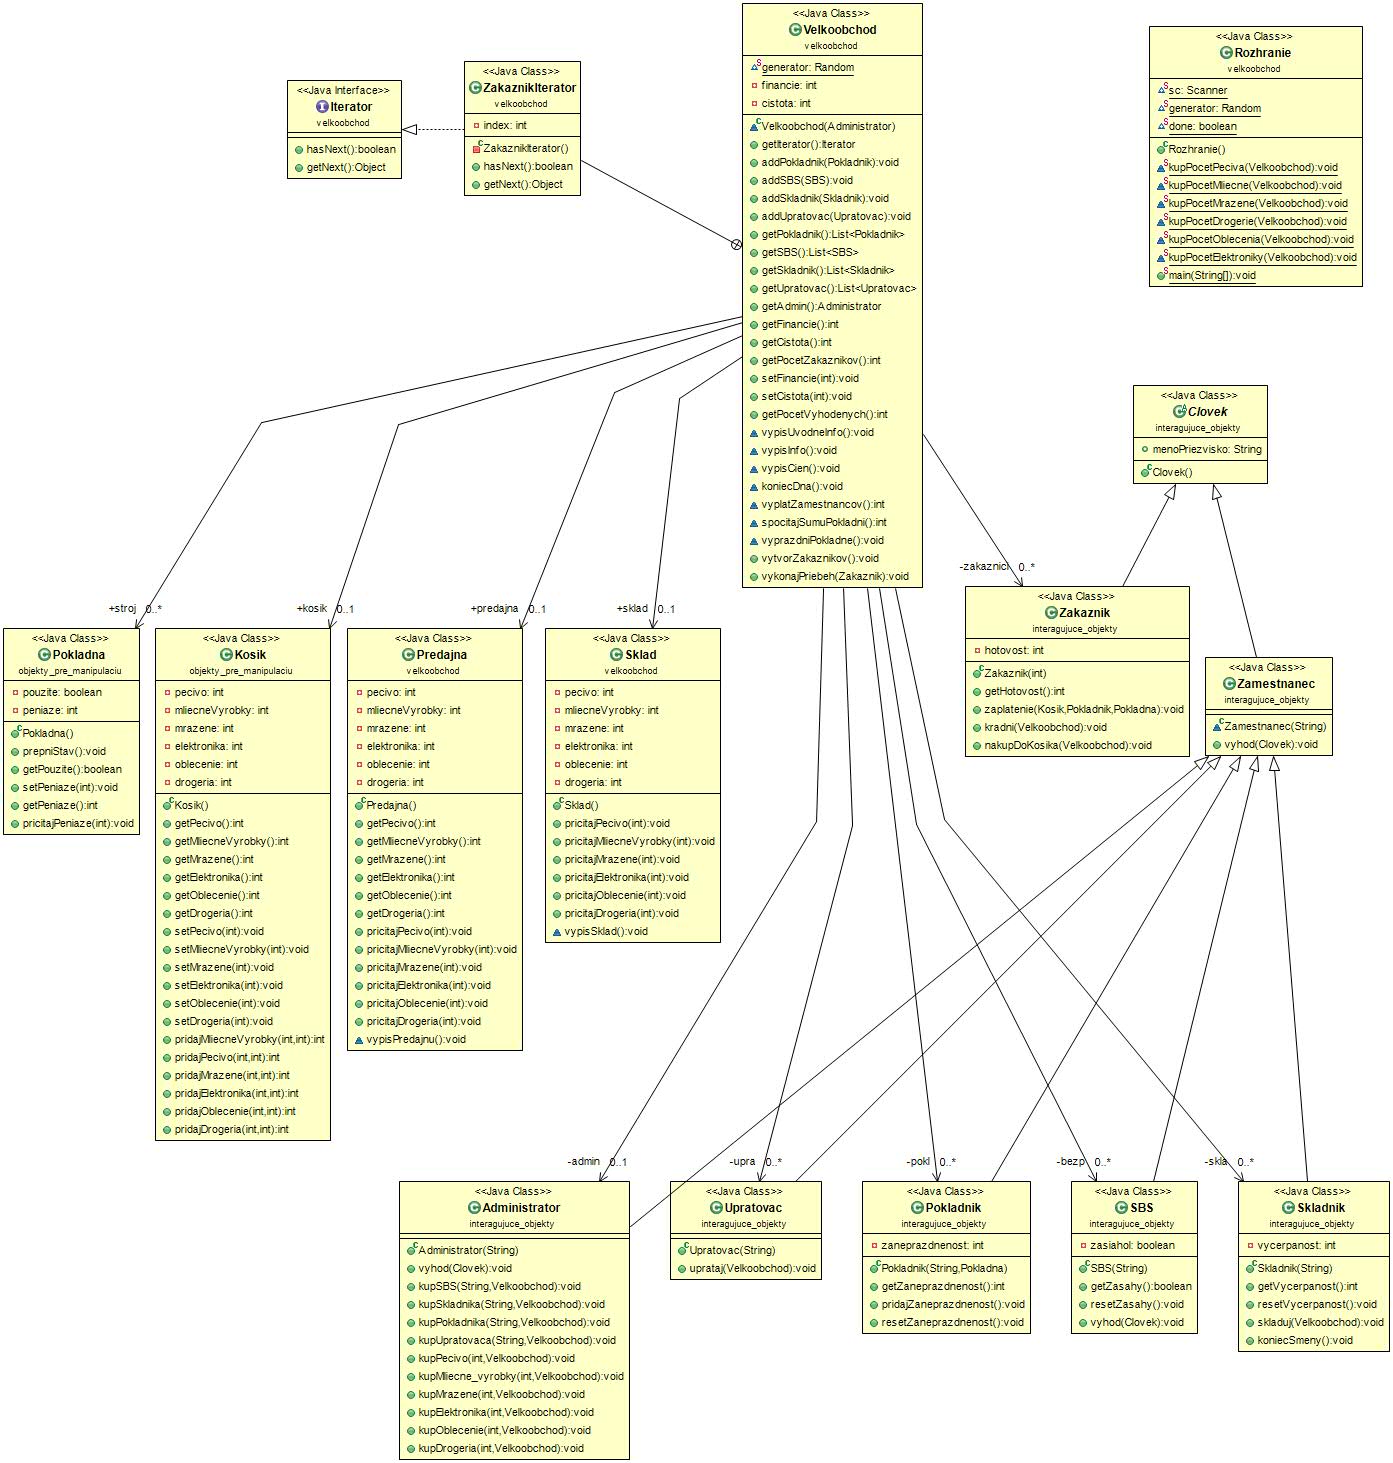 <<Java Class>>
Velkoobchod
velkoobchod
generator: Random
financie: int
cistota: int
Velkoobchod(Administrator)
getIterator():Iterator
addPokladnik(Pokladnik):void
addSBS(SBS):void
addSkladnik(Skladnik):void
addUpratovac(Upratovac):void
getPokladnik():List<Pokladnik>
getSBS():List<SBS>
getSkladnik():List<Skladnik>
getUpratovac():List<Upratovac>
getAdmin():Administrator
getFinancie():int
getCistota():int
getPocetZakaznikov():int
setFinancie(int):void
setCistota(int):void
getPocetVyhodenych():int
vypisUvodneInfo():void
vypisInfo():void
vypisCien():void
koniecDna():void
vyplatZamestnancov():int
spocitajSumuPokladni():int
vyprazdniPokladne():void
vytvorZakaznikov():void
vykonajPriebeh(Zakaznik):void
<<Java Interface>>
Iterator
velkoobchod
hasNext():boolean
getNext():Object
<<Java Class>>
ZakaznikIterator
velkoobchod
index: int
ZakaznikIterator()
hasNext():boolean
getNext():Object
<<Java Class>>
Rozhranie
velkoobchod
sc: Scanner
generator: Random
done: boolean
Rozhranie()
kupPocetPeciva(Velkoobchod):void
kupPocetMliecne(Velkoobchod):void
kupPocetMrazene(Velkoobchod):void
kupPocetDrogerie(Velkoobchod):void
kupPocetOblecenia(Velkoobchod):void
kupPocetElektroniky(Velkoobchod):void
main(String[]):void
<<Java Class>>
Clovek
interagujuce_objekty
menoPriezvisko: String
Clovek()
-zakaznici 0..*
<<Java Class>>
Zakaznik
interagujuce_objekty
hotovost: int
Zakaznik(int)
getHotovost():int
zaplatenie(Kosik,Pokladnik,Pokladna):void
kradni(Velkoobchod):void
nakupDoKosika(Velkoobchod):void
<<Java Class>>
Zamestnanec
interagujuce_objekty
Zamestnanec(String)
vyhod(Clovek):void
+stroj 0..*
<<Java Class>>
Pokladna
objekty_pre_manipulaciu
pouzite: boolean
peniaze: int
Pokladna()
prepniStav():void
getPouzite():boolean
setPeniaze(int):void
getPeniaze():int
pricitajPeniaze(int):void
+kosik 0..1
<<Java Class>>
Kosik
objekty_pre_manipulaciu
pecivo: int
mliecneVyrobky: int
mrazene: int
elektronika: int
oblecenie: int
drogeria: int
Kosik()
getPecivo():int
getMliecneVyrobky():int
getMrazene():int
getElektronika():int
getOblecenie():int
getDrogeria():int
setPecivo(int):void
setMliecneVyrobky(int):void
setMrazene(int):void
setElektronika(int):void
setOblecenie(int):void
setDrogeria(int):void
pridajMliecneVyrobky(int,int):int
pridajPecivo(int,int):int
pridajMrazene(int,int):int
pridajElektronika(int,int):int
pridajOblecenie(int,int):int
pridajDrogeria(int,int):int
+predajna 0..1
<<Java Class>>
Predajna
velkoobchod
pecivo: int
mliecneVyrobky: int
mrazene: int
elektronika: int
oblecenie: int
drogeria: int
Predajna()
getPecivo():int
getMliecneVyrobky():int
getMrazene():int
getElektronika():int
getOblecenie():int
getDrogeria():int
pricitajPecivo(int):void
pricitajMliecneVyrobky(int):void
pricitajMrazene(int):void
pricitajElektronika(int):void
pricitajOblecenie(int):void
pricitajDrogeria(int):void
vypisPredajnu():void
+sklad 0..1
<<Java Class>>
Sklad
velkoobchod
pecivo: int
mliecneVyrobky: int
mrazene: int
elektronika: int
oblecenie: int
drogeria: int
Sklad()
pricitajPecivo(int):void
pricitajMliecneVyrobky(int):void
pricitajMrazene(int):void
pricitajElektronika(int):void
pricitajOblecenie(int):void
pricitajDrogeria(int):void
vypisSklad():void
-admin 0..1
<<Java Class>>
Administrator
interagujuce_objekty
Administrator(String)
vyhod(Clovek):void
kupSBS(String,Velkoobchod):void
kupSkladnika(String,Velkoobchod):void
kupPokladnika(String,Velkoobchod):void
kupUpratovaca(String,Velkoobchod):void
kupPecivo(int,Velkoobchod):void
kupMliecne_vyrobky(int,Velkoobchod):void
kupMrazene(int,Velkoobchod):void
kupElektronika(int,Velkoobchod):void
kupOblecenie(int,Velkoobchod):void
kupDrogeria(int,Velkoobchod):void
-upra 0..*
<<Java Class>>
Upratovac
interagujuce_objekty
Upratovac(String)
uprataj(Velkoobchod):void
-pokl 0..*
<<Java Class>>
Pokladnik
interagujuce_objekty
zaneprazdnenost: int
Pokladnik(String,Pokladna)
getZaneprazdnenost():int
pridajZaneprazdnenost():void
resetZaneprazdnenost():void
-bezp 0..*
<<Java Class>>
SBS
interagujuce_objekty
zasiahol: boolean
SBS(String)
getZasahy():boolean
resetZasahy():void
vyhod(Clovek):void
-skla 0..*
<<Java Class>>
Skladnik
interagujuce_objekty
vycerpanost: int
Skladnik(String)
getVycerpanost():int
resetVycerpanost():void
skladuj(Velkoobchod):void
koniecSmeny():void